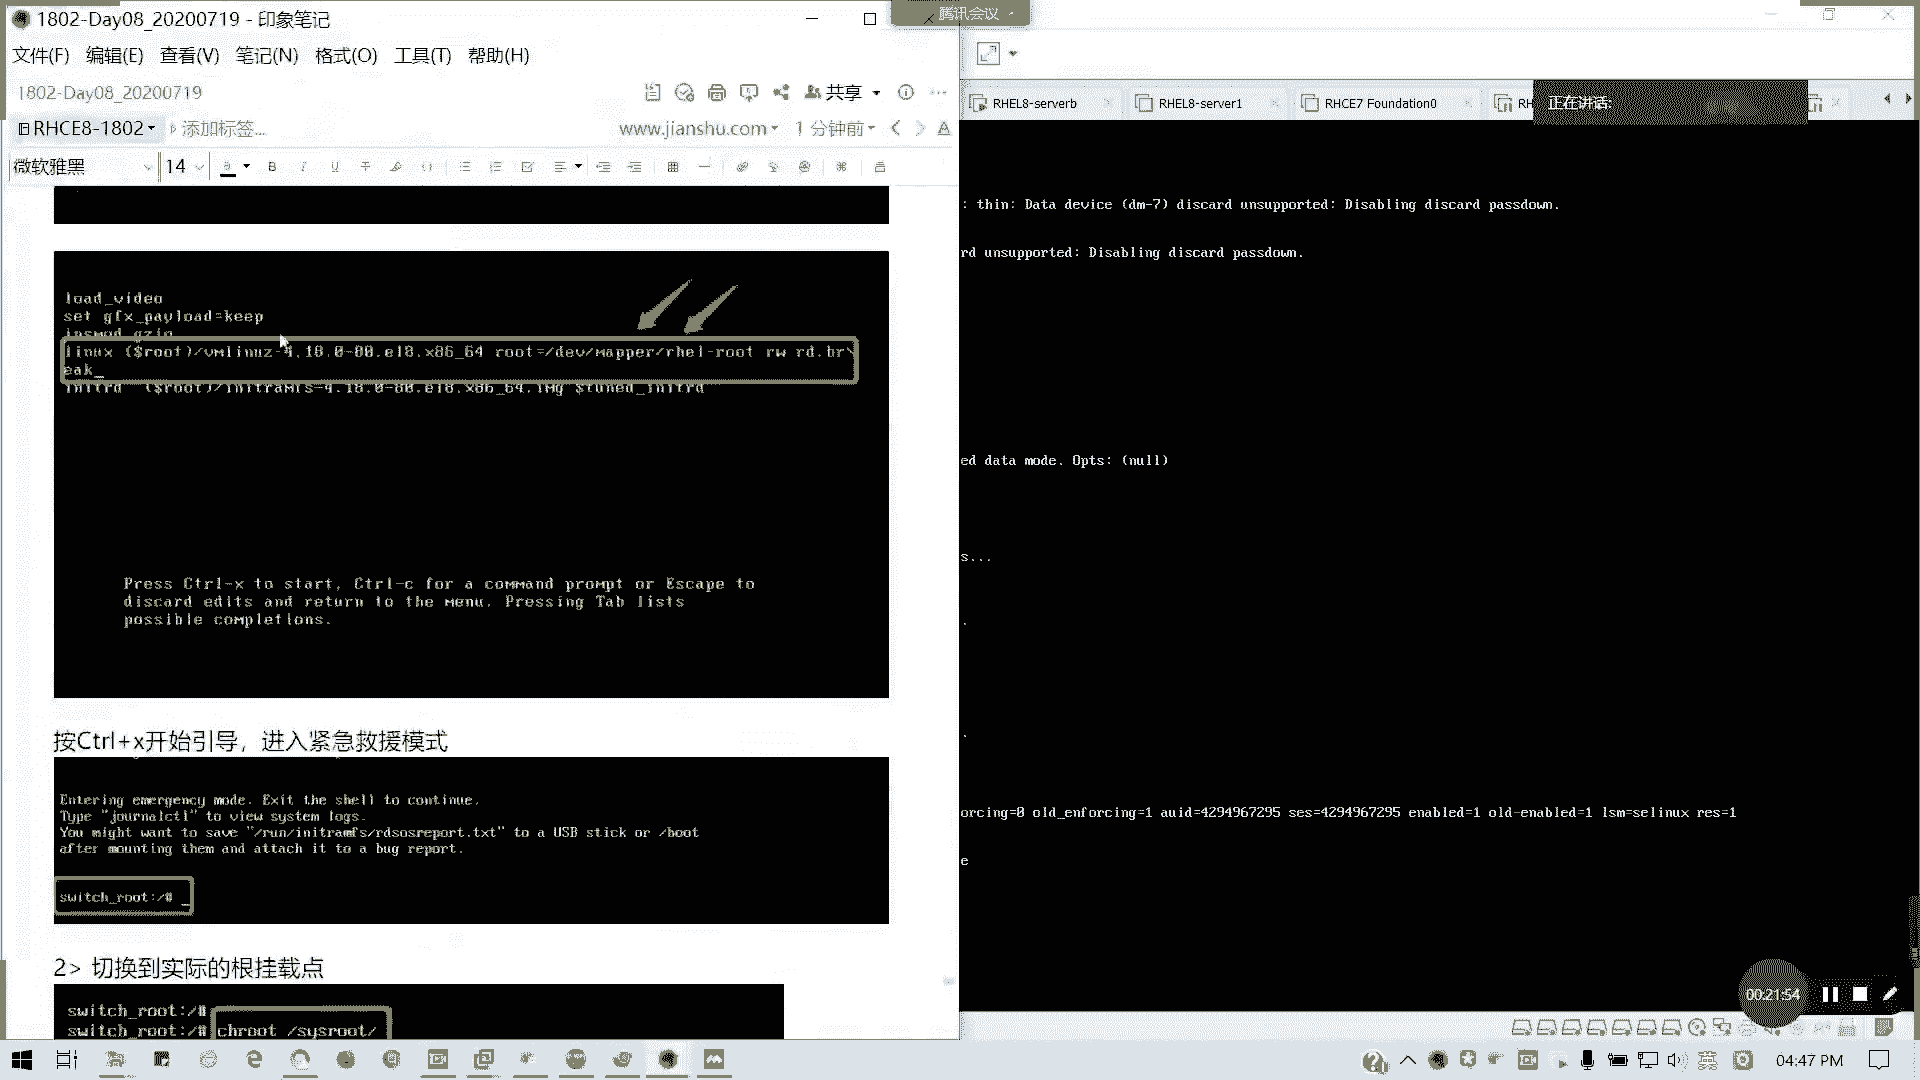 1802-Day08_20200719 - 印象笔记
腾讯会议
文件(F) 编辑(E) 查看(V) 笔记(N) 格式(O) 工具(T) 帮助(H)
1802-Day08_20200719
共享
RHCE8-1802
添加标签...
www.jianshu.com
1 分钟前
微软雅黑
14
RHEL8-serverb
RHEL8-server1
RHCE7 Foundation0
RH
正在讲话:
load_video
set gfx_payload=keep
insmod gzio
linux ($root)/vmlinuz-4.18.0-80.el8.x86_64 root=/dev/mapper/rhel-root rw rd.br\
eak_
initrd ($root)/initramfs-4.18.0-80.el8.x86_64.img $tuned_initrd
Press Ctrl-x to start, Ctrl-c for a command prompt or Escape to
discard edits and return to the menu. Pressing Tab lists
possible completions.
按Ctrl+x开始引导，进入紧急救援模式
Entering emergency mode. Exit the shell to continue.
Type "journalctl" to view system logs.
You might want to save "/run/initramfs/rdsosreport.txt" to a USB stick or /boot
after mounting them and attach it to a bug report.
switch_root:/# _
2> 切换到实际的根挂载点
switch_root:/#
switch_root:/# chroot /sysroot/
: thin: Data device (dm-7) discard unsupported: Disabling discard passdown.
rd unsupported: Disabling discard passdown.
ed data mode. Opts: (null)
s...
.
.
orcing=0 old_enforcing=1 auid=4294967295 ses=4294967295 enabled=1 old-enabled=1 lsm=selinux res=1
e
00:21:54
英
04:47 PM